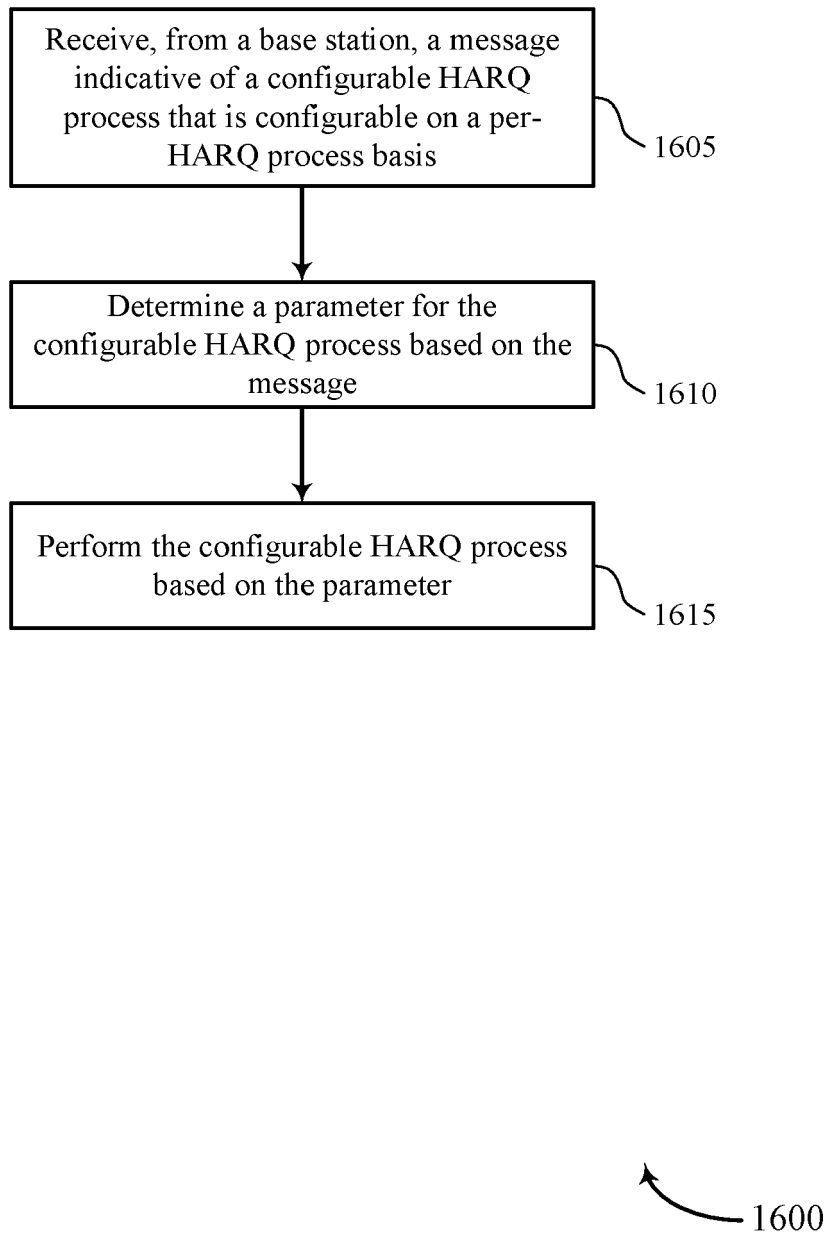 Receive, from a base station, a message
indicative of a configurable HARQ
process that is configurable on a per-
HARQ process basis
1605
Determine a parameter for the
configurable HARQ process based on the
message
1610
Perform the configurable HARQ process
based on the parameter
1615
1600